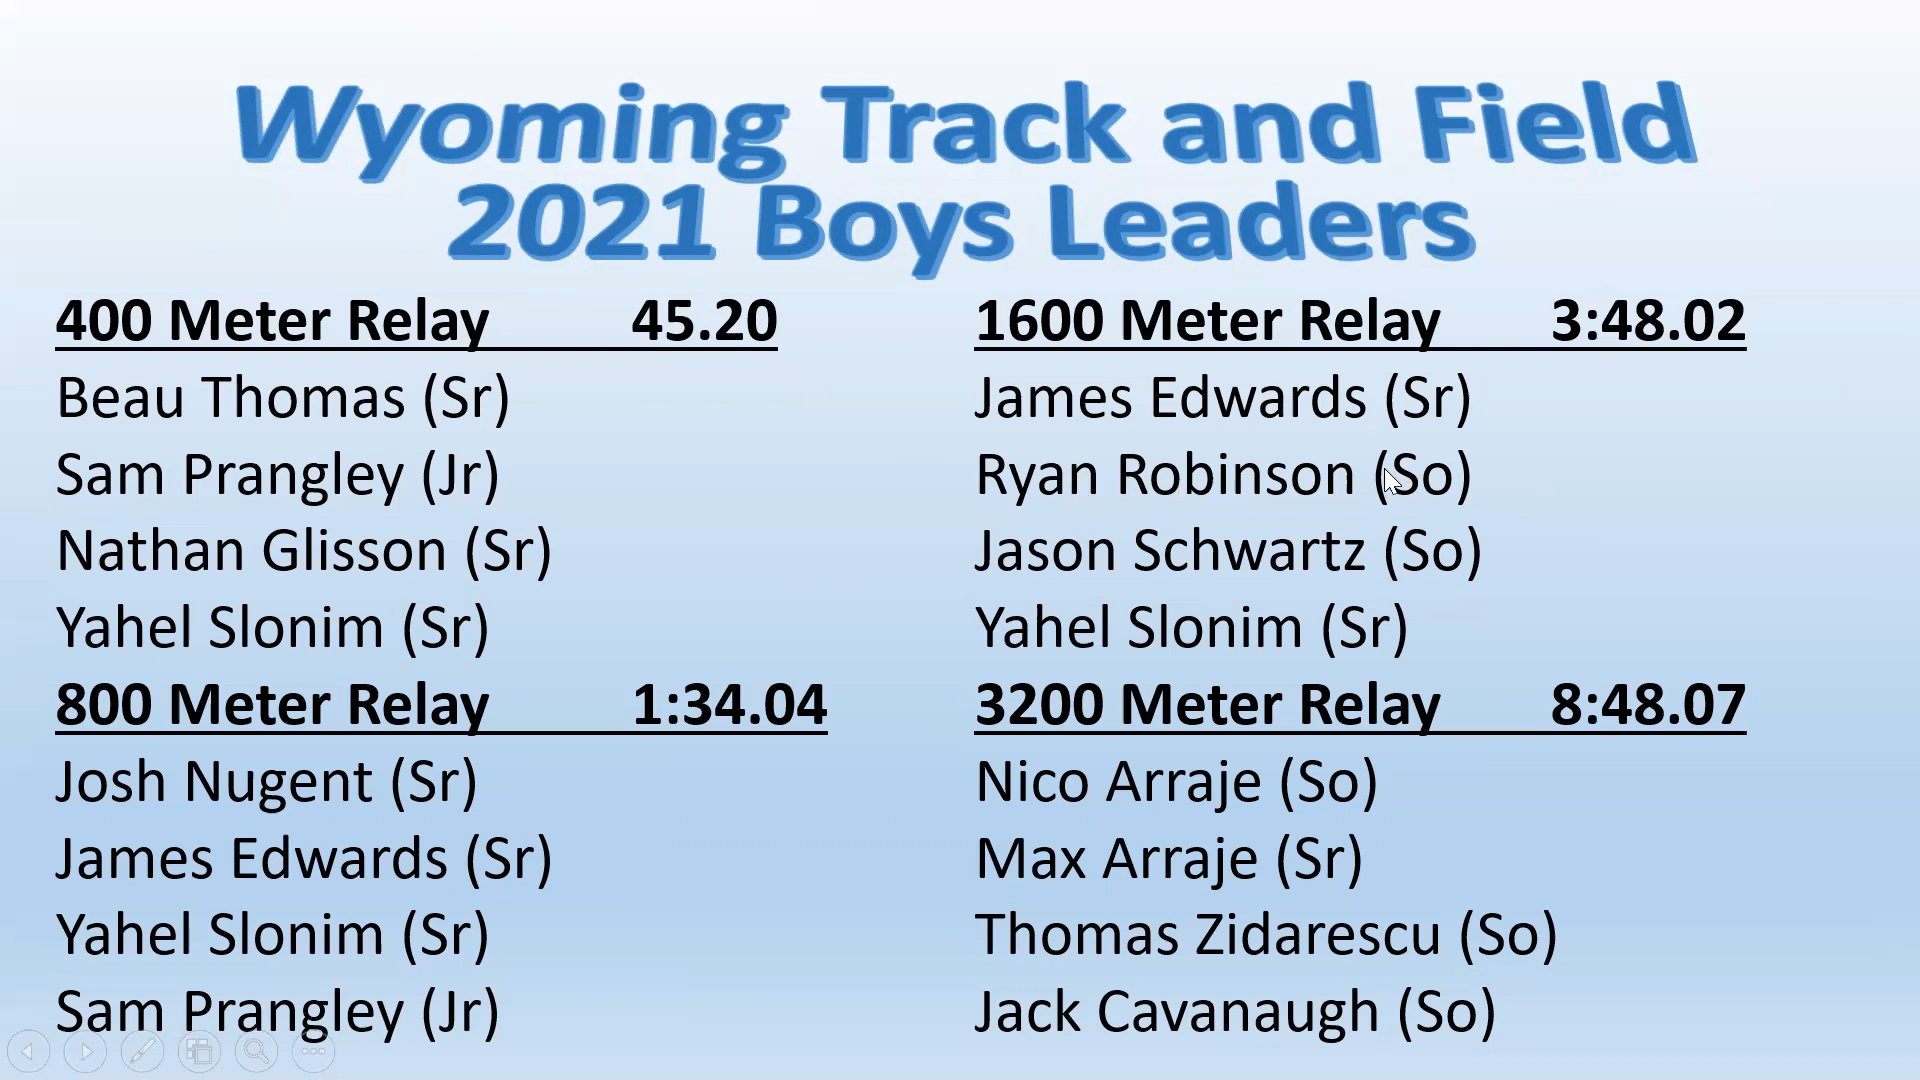 Wyoming Track and Field
2021 Boys Leaders
400 Meter Relay 45.20
Beau Thomas (Sr)
Sam Prangley (Jr)
Nathan Glisson (Sr)
Yahel Slonim (Sr)
800 Meter Relay 1:34.04
Josh Nugent (Sr)
James Edwards (Sr)
Yahel Slonim (Sr)
Sam Prangley (Jr)
1600 Meter Relay 3:48.02
James Edwards (Sr)
Ryan Robinson (So)
Jason Schwartz (So)
Yahel Slonim (Sr)
3200 Meter Relay 8:48.07
Nico Arraje (So)
Max Arraje (Sr)
Thomas Zidarescu (So)
Jack Cavanaugh (So)